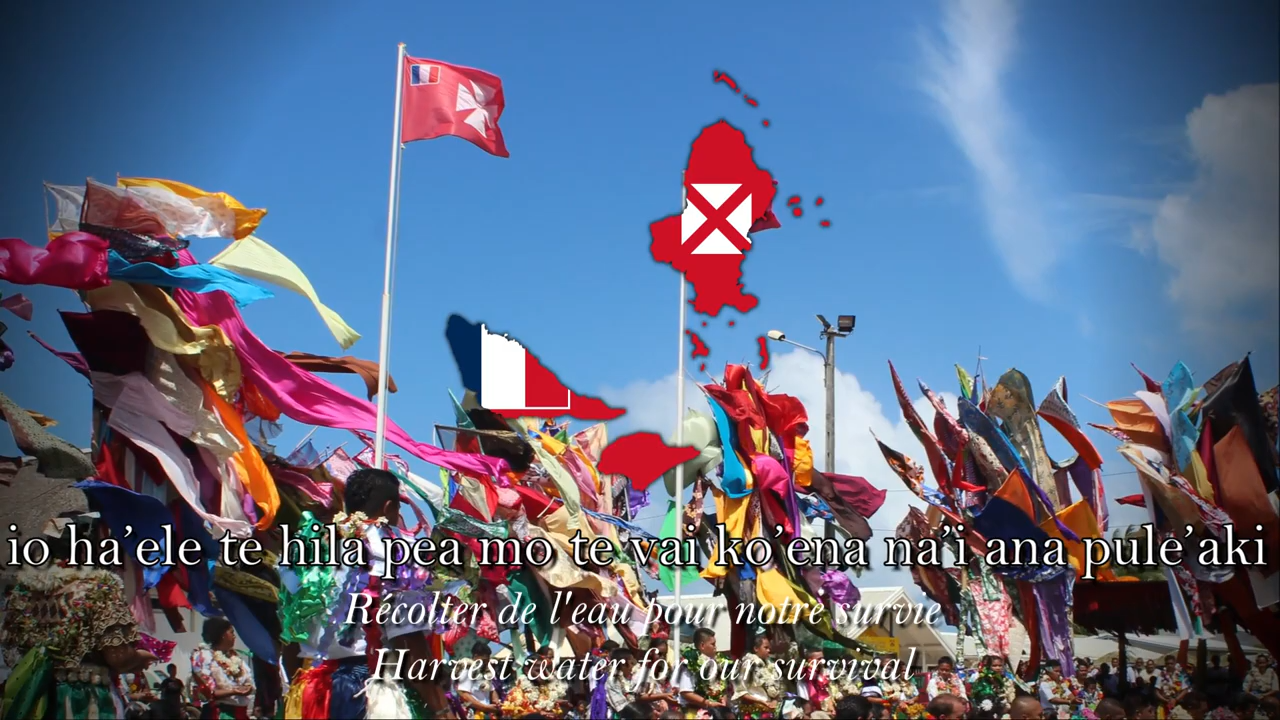 io ha’ele te hila pea mo te vai ko’ena na’i ana pule’aki
Récolter de l'eau pour notre survie
Harvest water for our survival